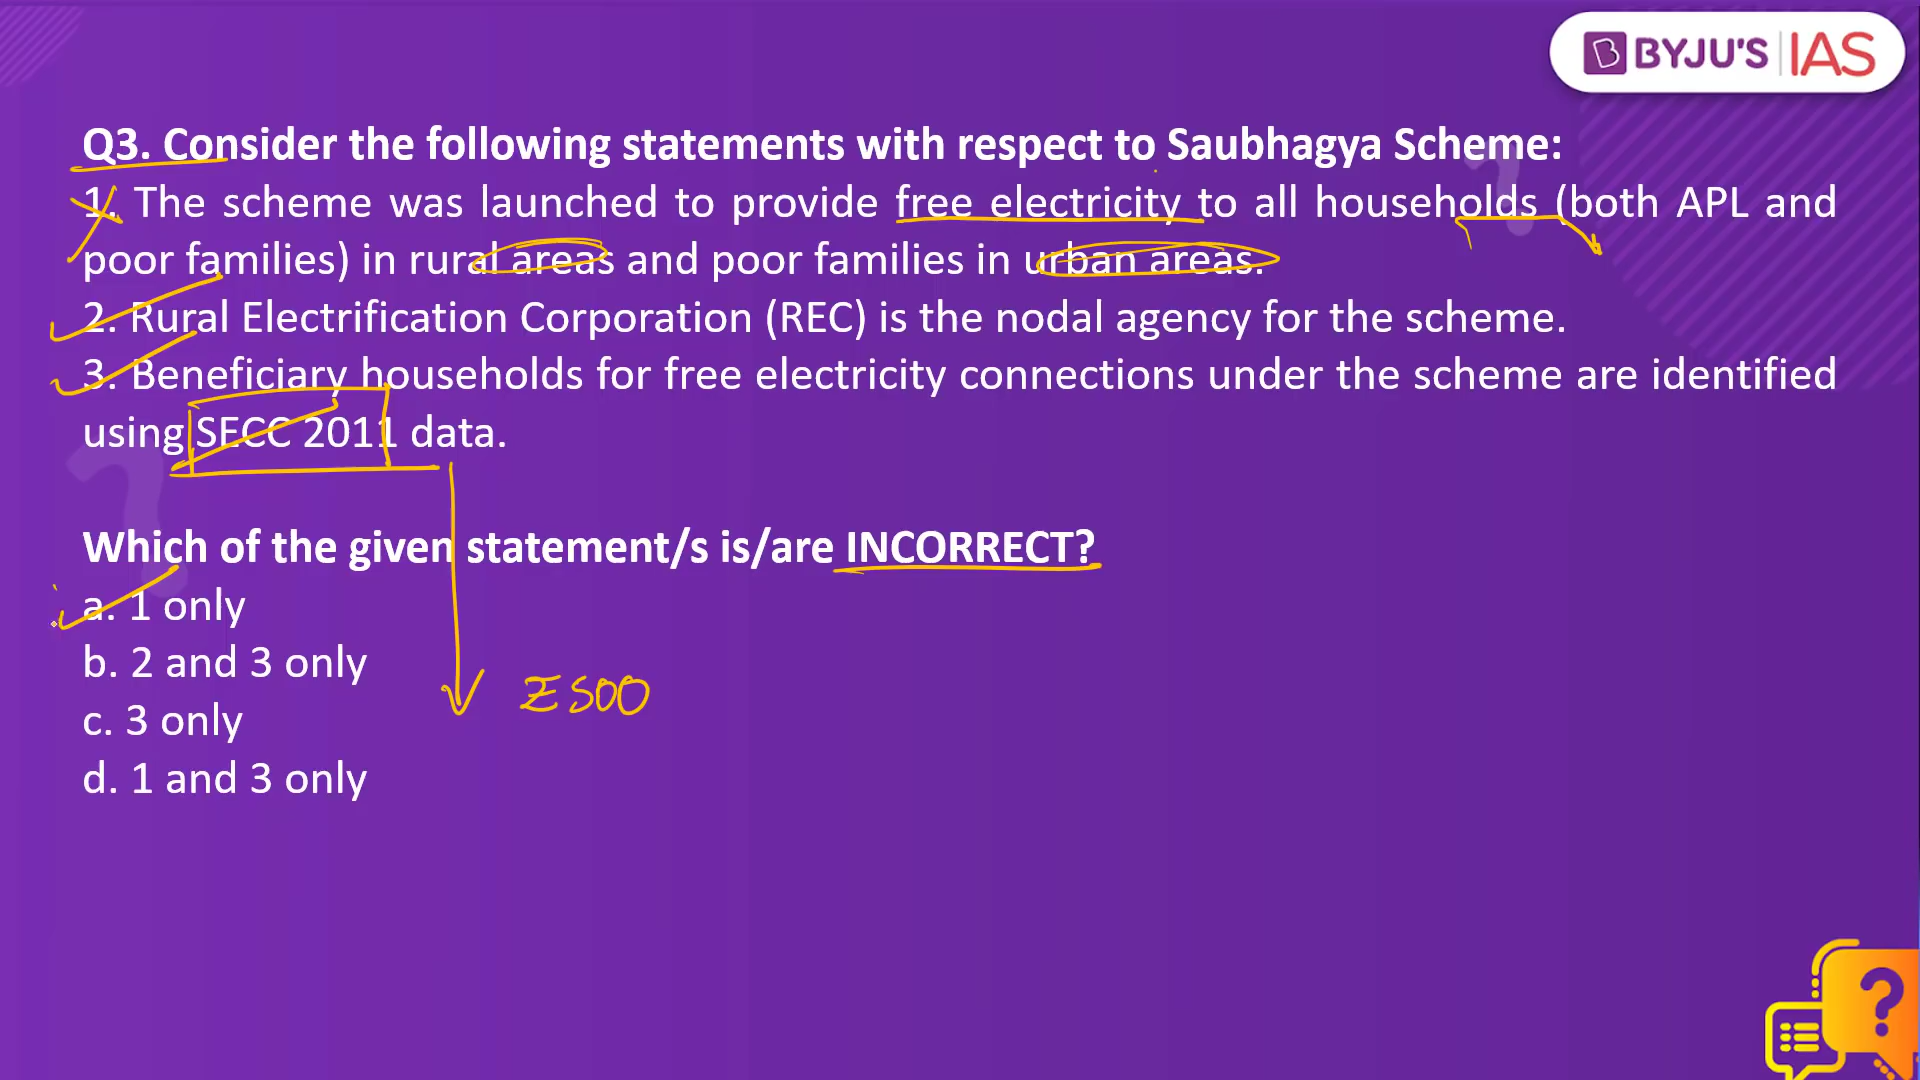 BYJU'S IAS
Q3. Consider the following statements with respect to Saubhagya Scheme:
1. The scheme was launched to provide free electricity to all households (both APL and
poor families) in rural areas and poor families in urban areas.
2. Rural Electrification Corporation (REC) is the nodal agency for the scheme.
3. Beneficiary households for free electricity connections under the scheme are identified
using SECC 2011 data.
Which of the given statement/s is/are INCORRECT?
a. 1 only
b. 2 and 3 only
₹500
c. 3 only
d. 1 and 3 only